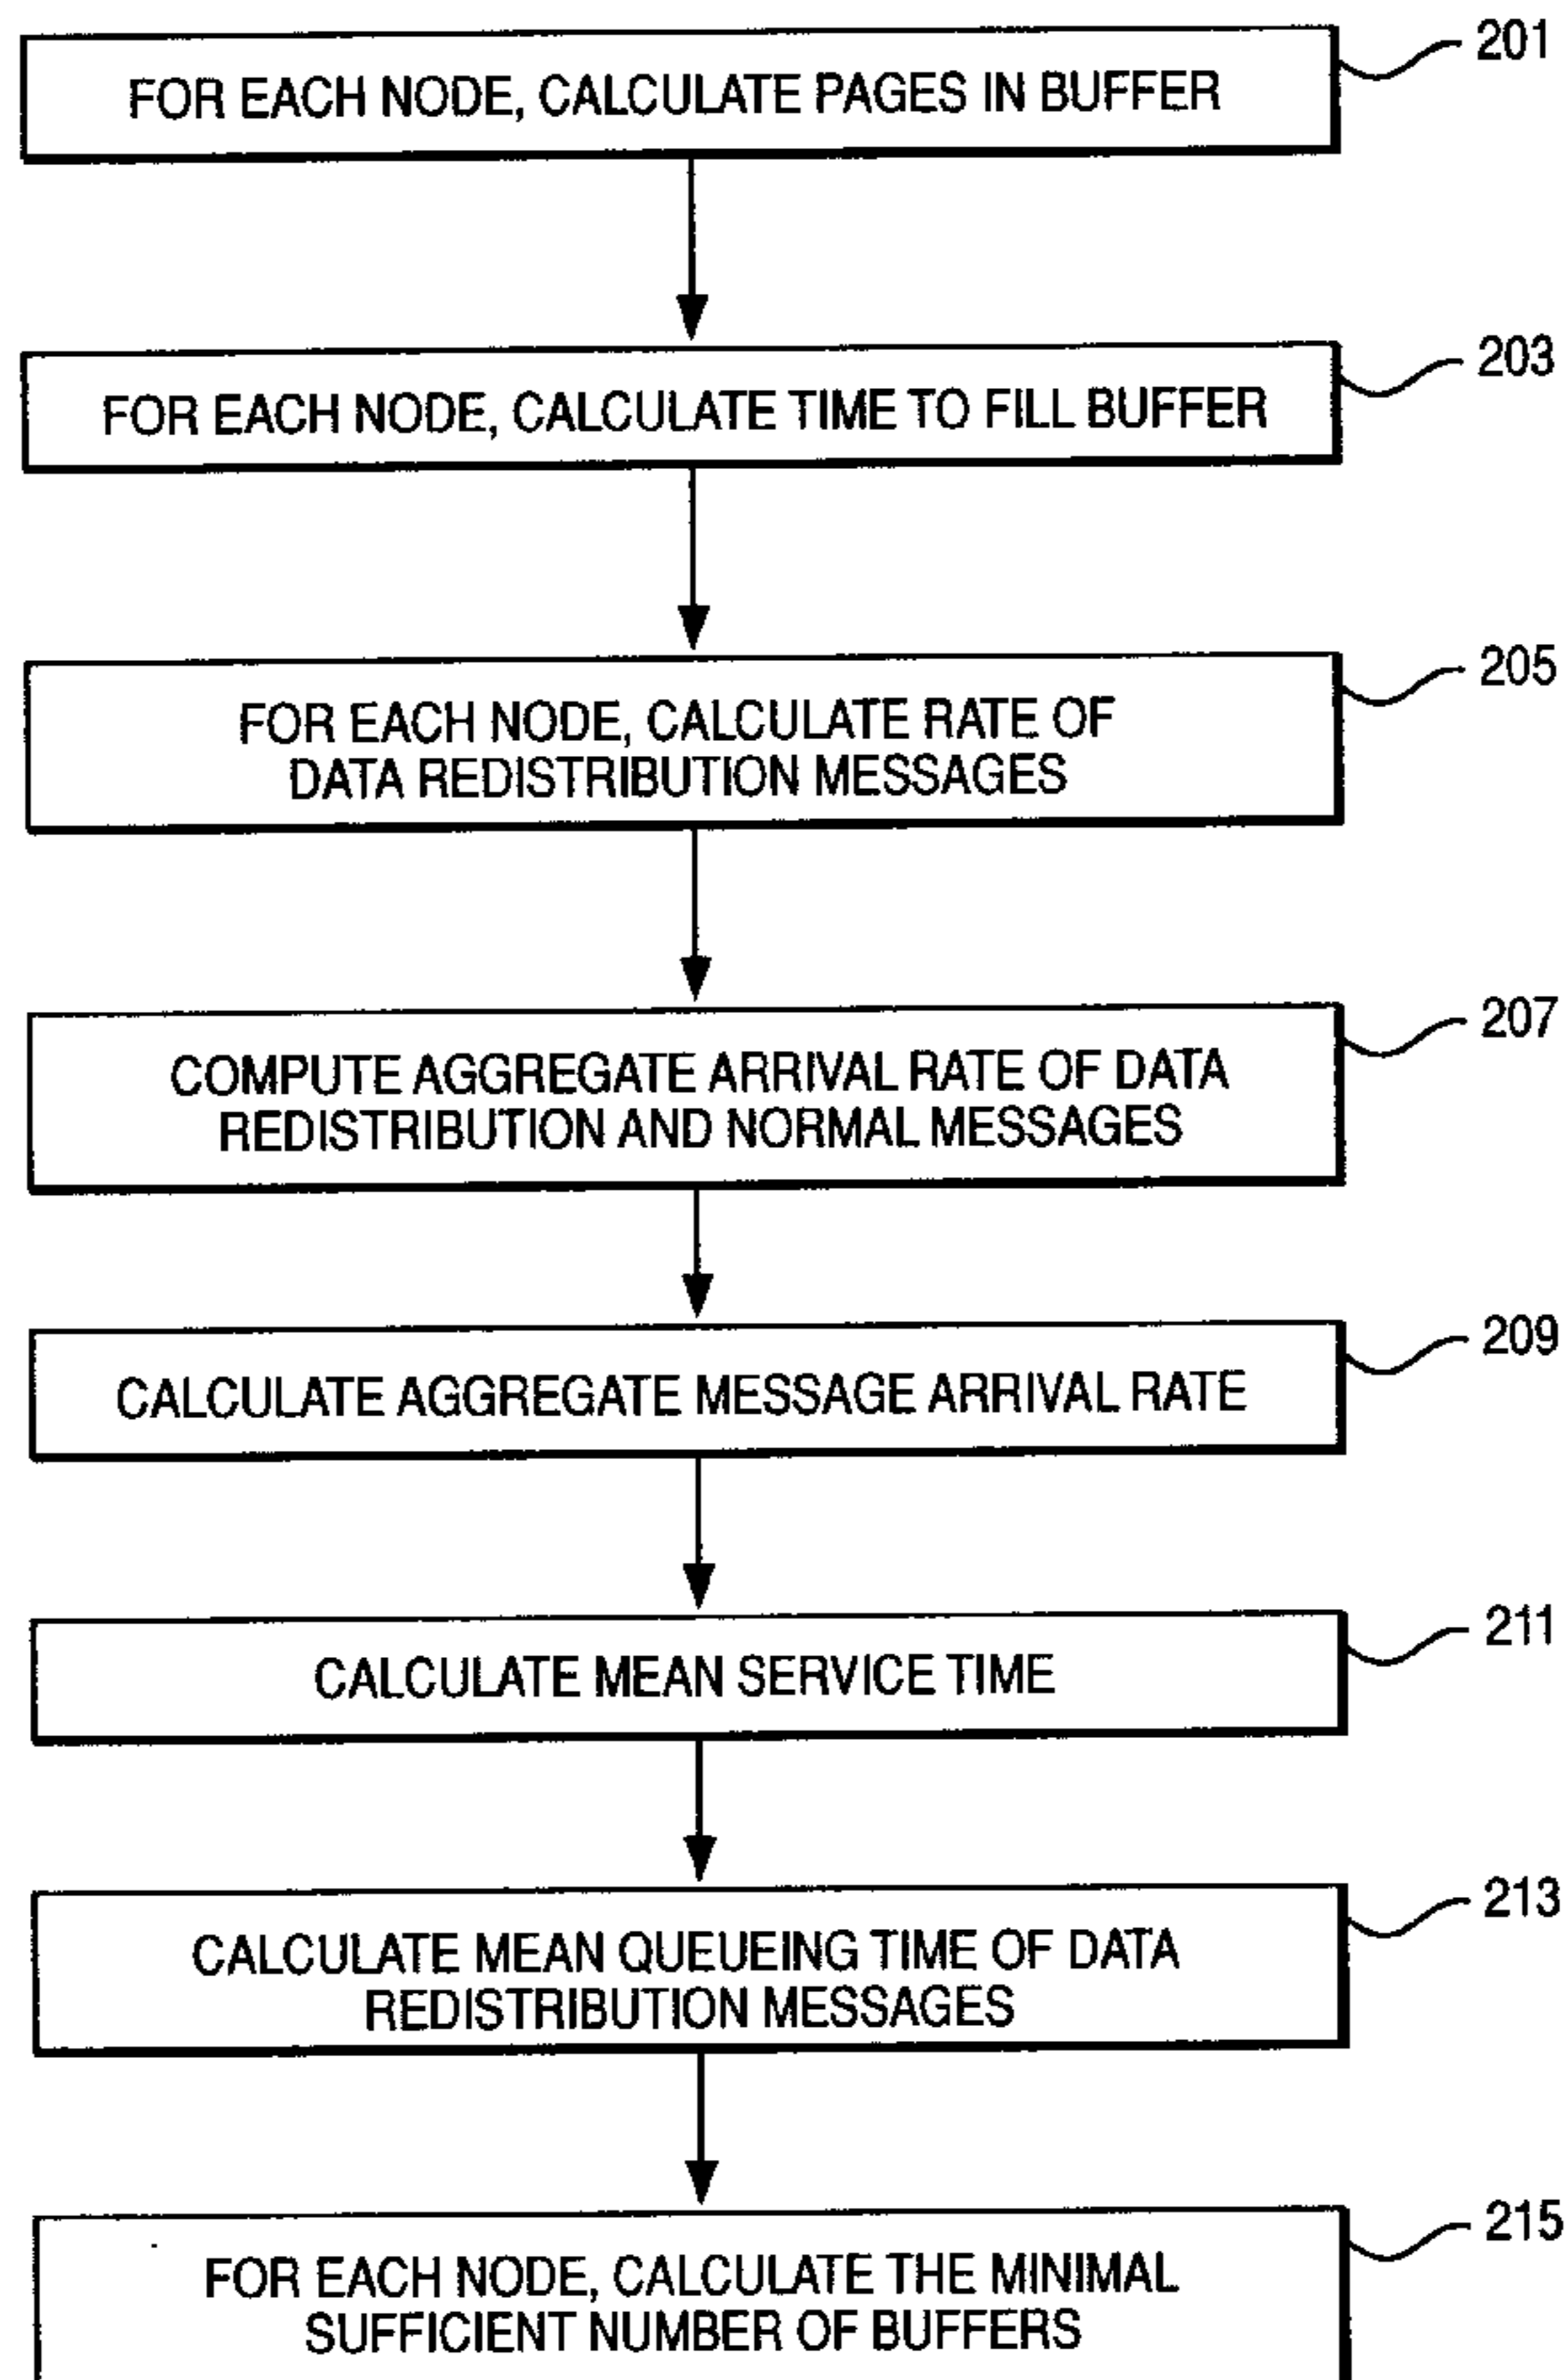 FOR EACH NODE, CALCULATE PAGES IN BUFFER
201
FOR EACH NODE, CALCULATE TIME TO FILL BUFFER
203
FOR EACH NODE, CALCULATE RATE OF
DATA REDISTRIBUTION MESSAGES
205
COMPUTE AGGREGATE ARRIVAL RATE OF DATA
REDISTRIBUTION AND NORMAL MESSAGES
207
CALCULATE AGGREGATE MESSAGE ARRIVAL RATE
209
CALCULATE MEAN SERVICE TIME
211
CALCULATE MEAN QUEUEING TIME OF DATA
REDISTRIBUTION MESSAGES
213
FOR EACH NODE, CALCULATE THE MINIMAL
SUFFICIENT NUMBER OF BUFFERS
215